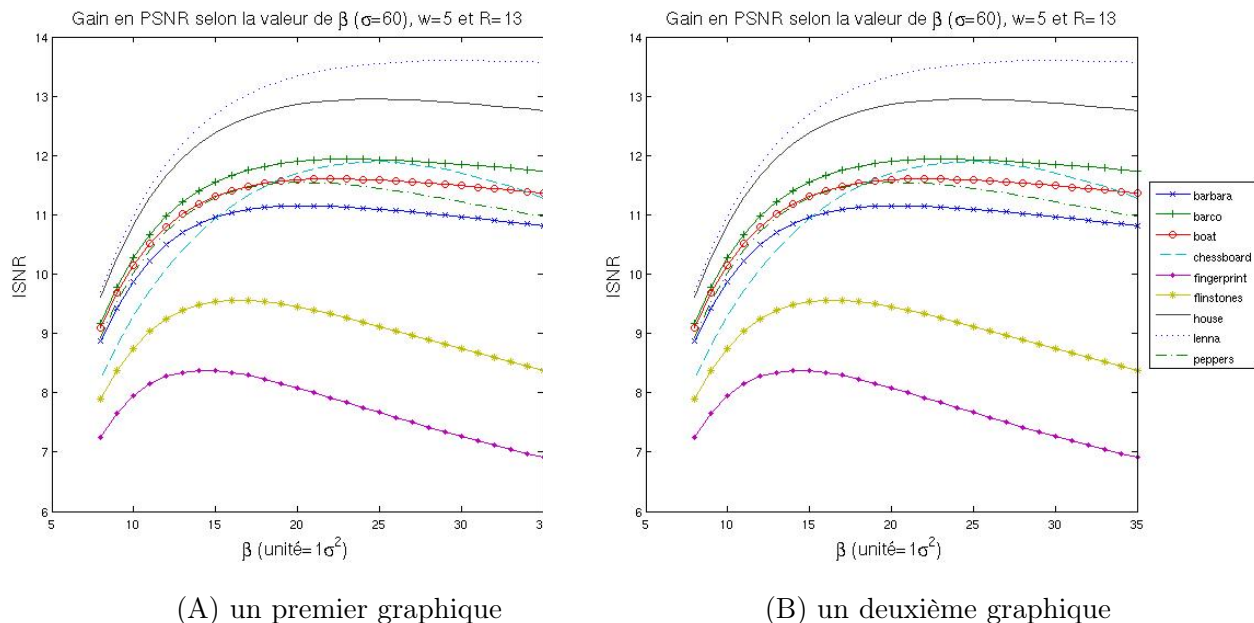 Gain en PSNR selon la valeur de β (σ=60), w=5 et R=13
14
13
12
11
10
9
8
7
6
ISNR
5
10
15
20
25
30
3
β (unité=1σ²)
(A) un premier graphique
Gain en PSNR selon la valeur de β (σ=60), w=5 et R=13
14
13
12
11
10
9
8
7
6
ISNR
5
10
15
20
25
30
35
β (unité=1σ²)
barbara
barco
boat
chessboard
fingerprint
flinstones
house
lenna
peppers
(B) un deuxième graphique